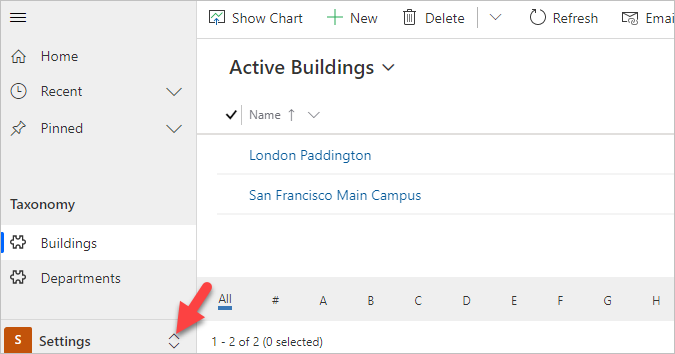 Show Chart + New Delete Refresh Emai
Home
Recent
Pinned
Active Buildings
Name ↑
London Paddington
San Francisco Main Campus
Taxonomy
Buildings
Departments
All # A B C D E F G H
S Settings
1 - 2 of 2 (0 selected)